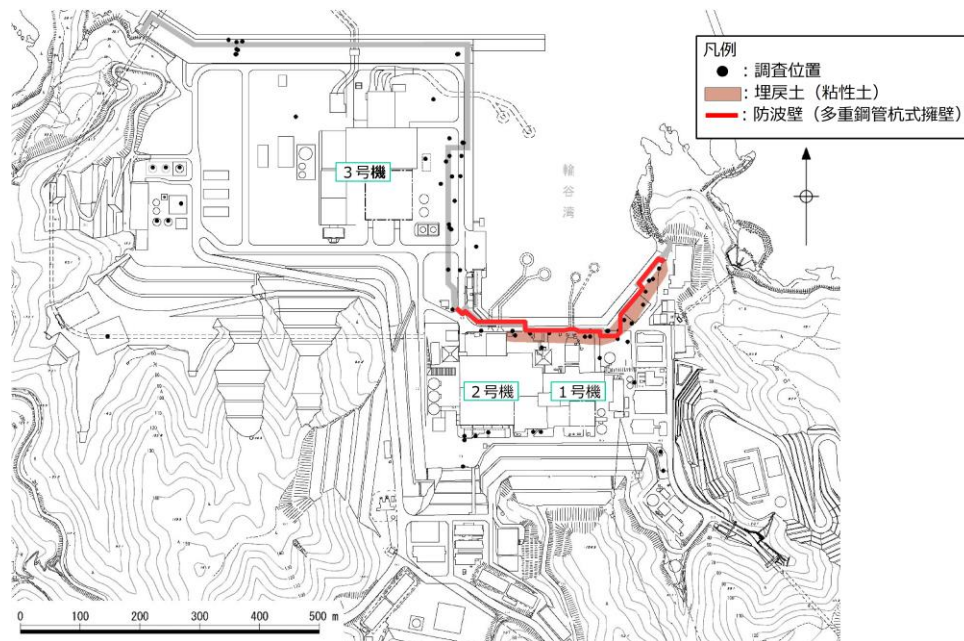 凡例
● : 調査位置
: 埋戻土（粘性土）
: 防波壁（多重鋼管杭式擁壁）
3号機
輪谷湾
2号機
1号機
0 100 200 300 400 500 m